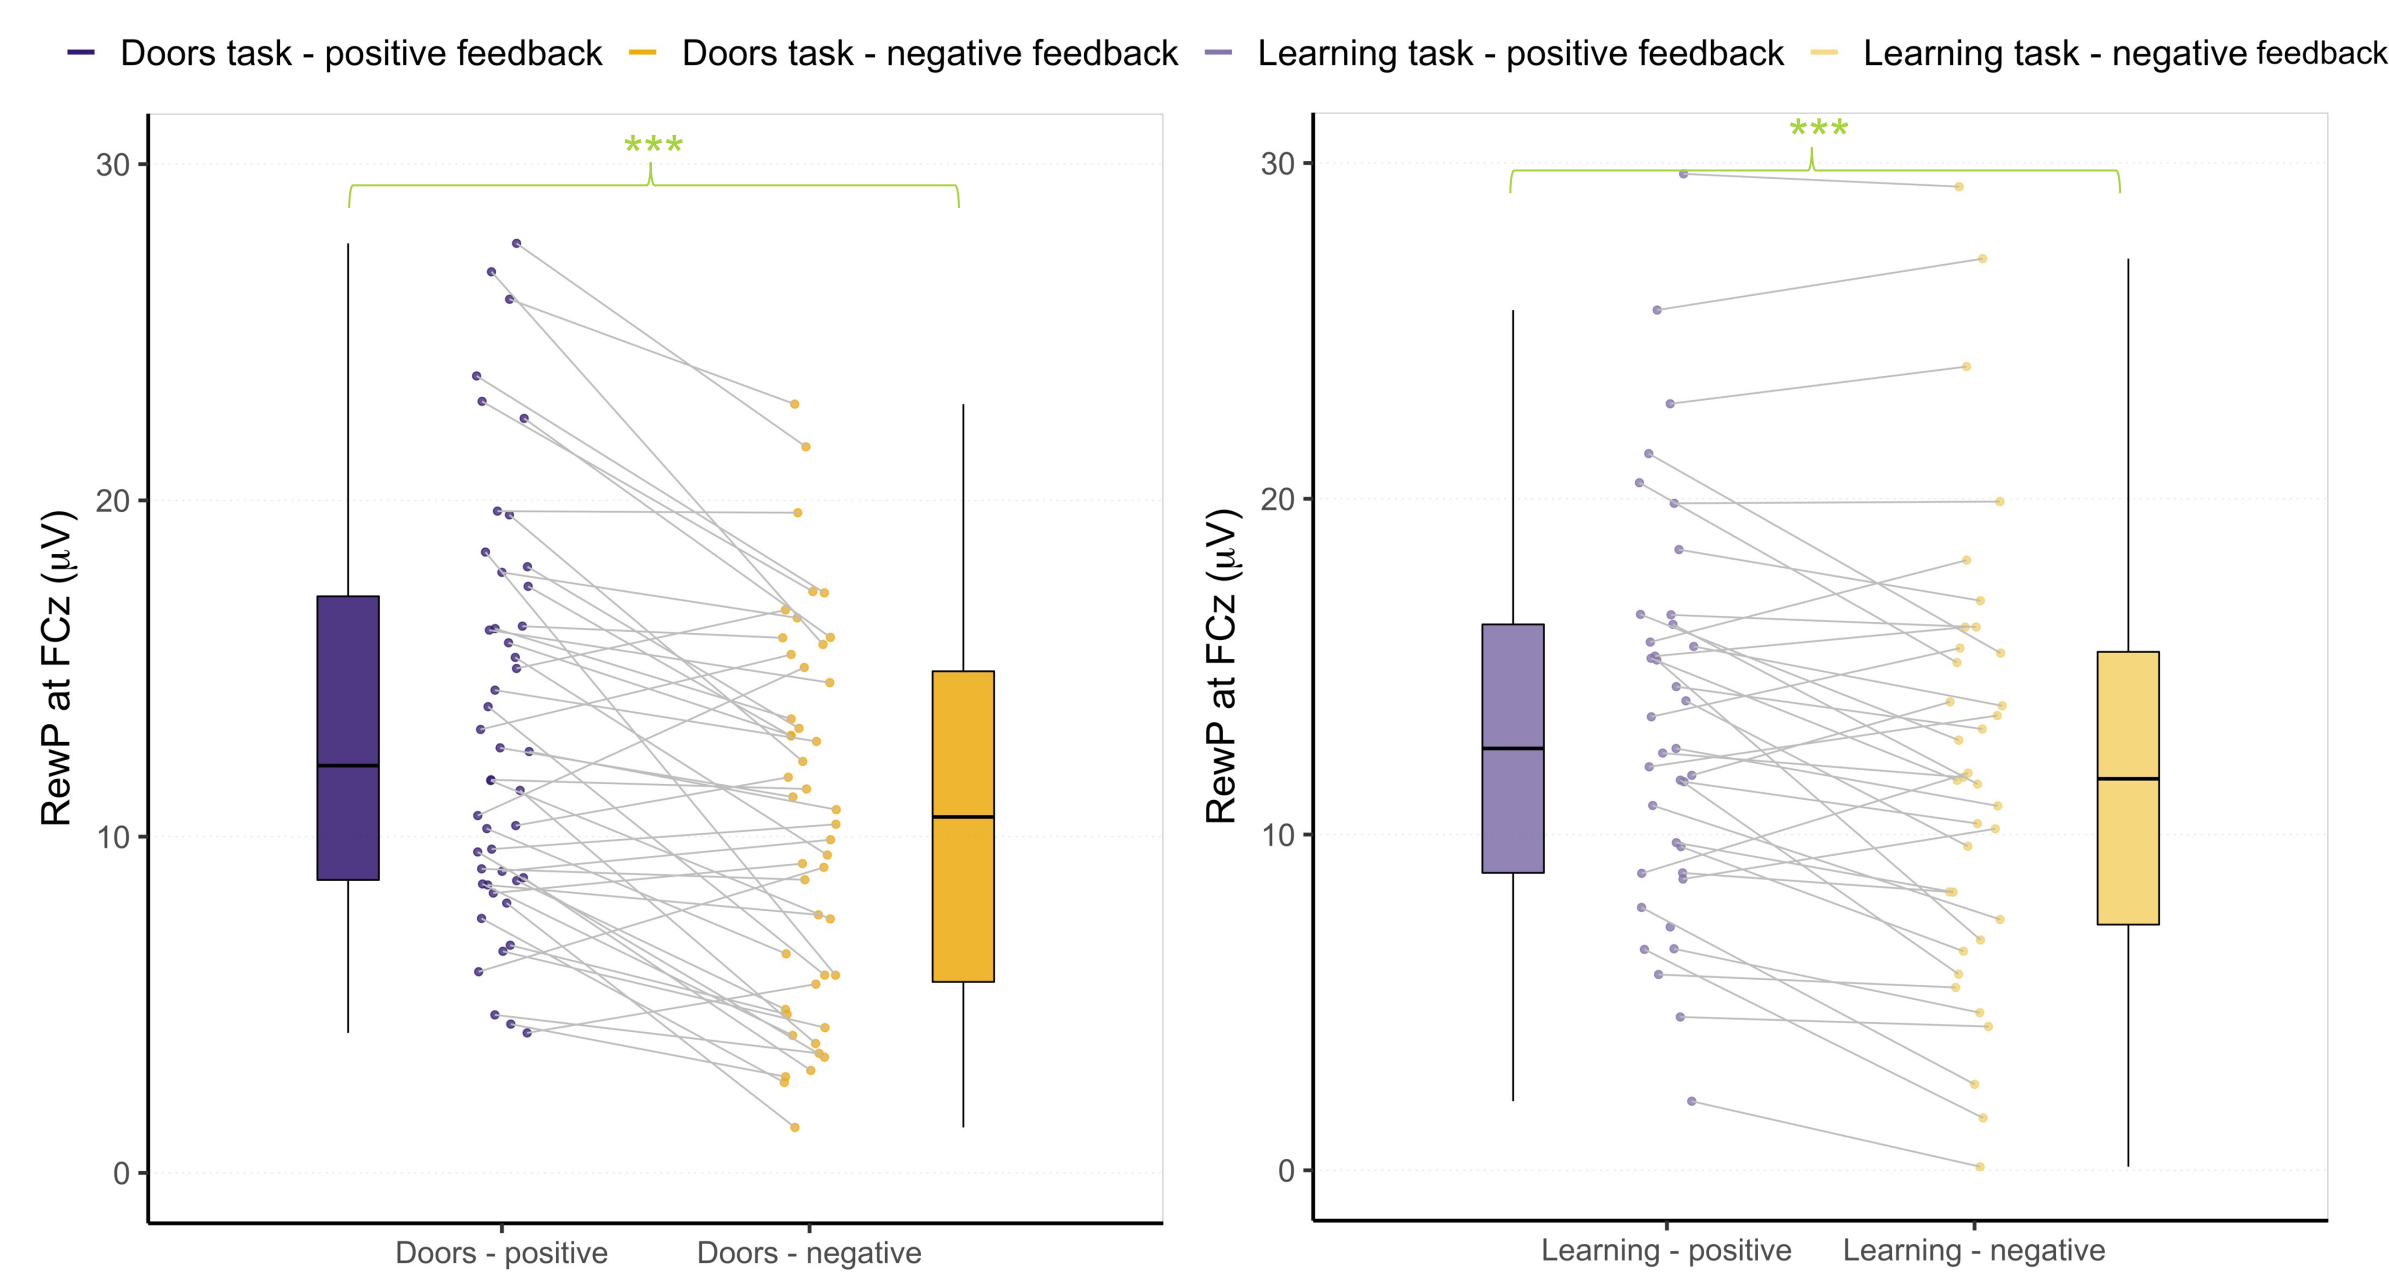 Doors task - positive feedback Doors task - negative feedback Learning task - positive feedback Learning task - negative feedback
***
***
30
20
10
0
RewP at FCz (μV)
30
20
10
0
RewP at FCz (μV)
Doors - positive Doors - negative
Learning - positive Learning - negative